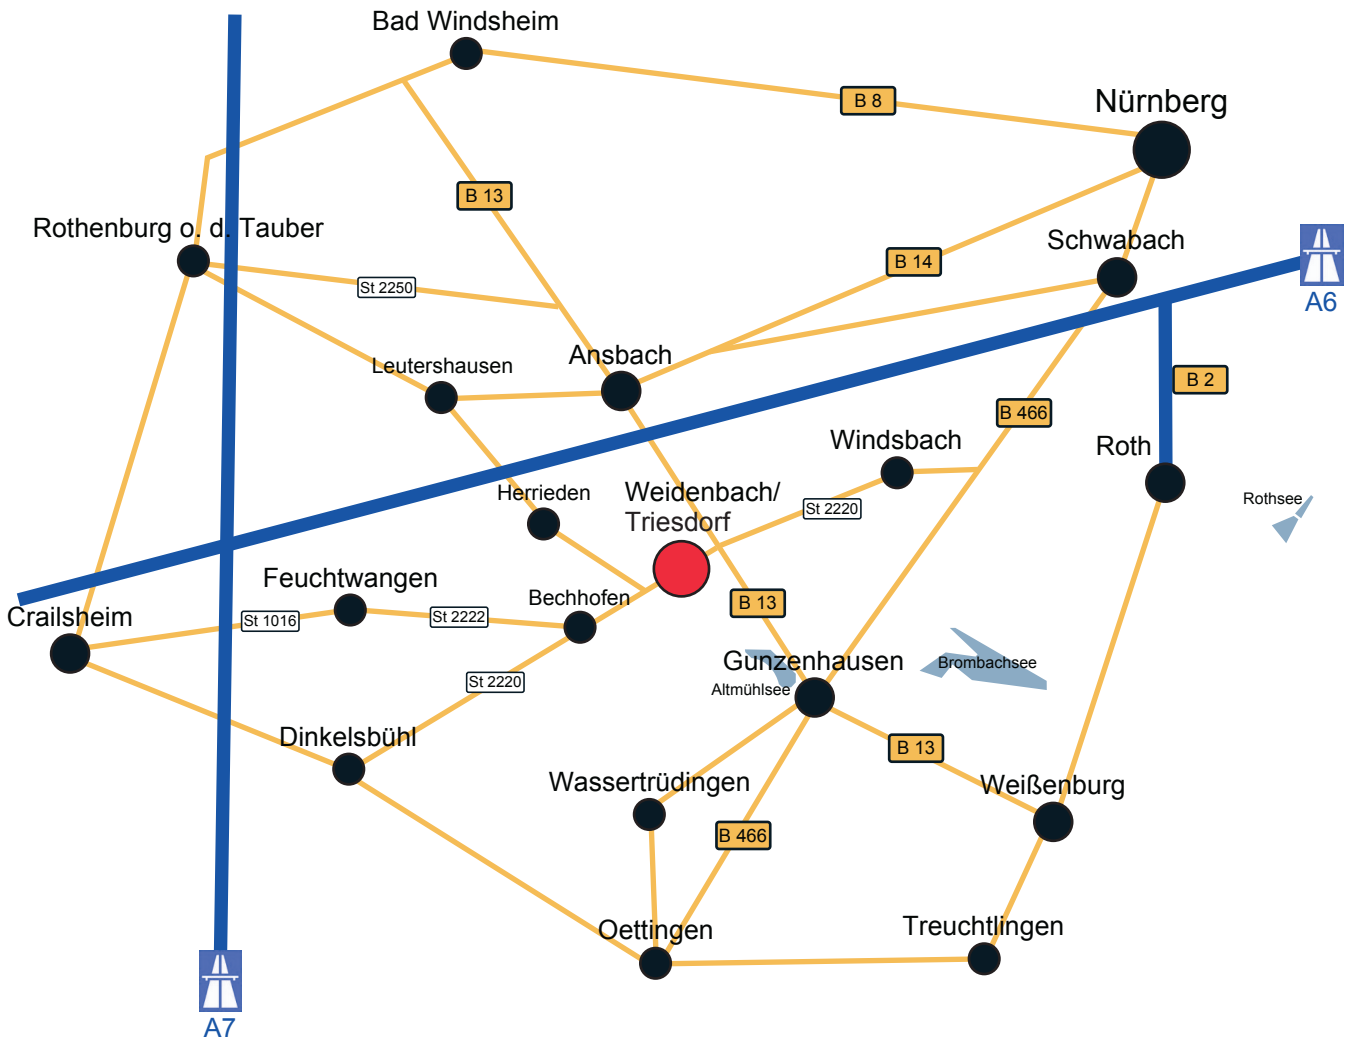 Bad Windsheim
B 8
Nürnberg
B 13
Rothenburg o. d. Tauber
Schwabach
B 14
St 2250
A6
Ansbach
Leutershausen
B 2
B 466
Windsbach
Roth
Herrieden
Weidenbach/
Triesdorf
St 2220
Rothsee
Feuchtwangen
Bechhofen
B 13
Crailsheim
St 1016
St 2222
Gunzenhausen
Brombachsee
Altmühlsee
St 2220
Dinkelsbühl
B 13
Wassertrüdingen
Weißenburg
B 466
Oettingen
Treuchtlingen
A7